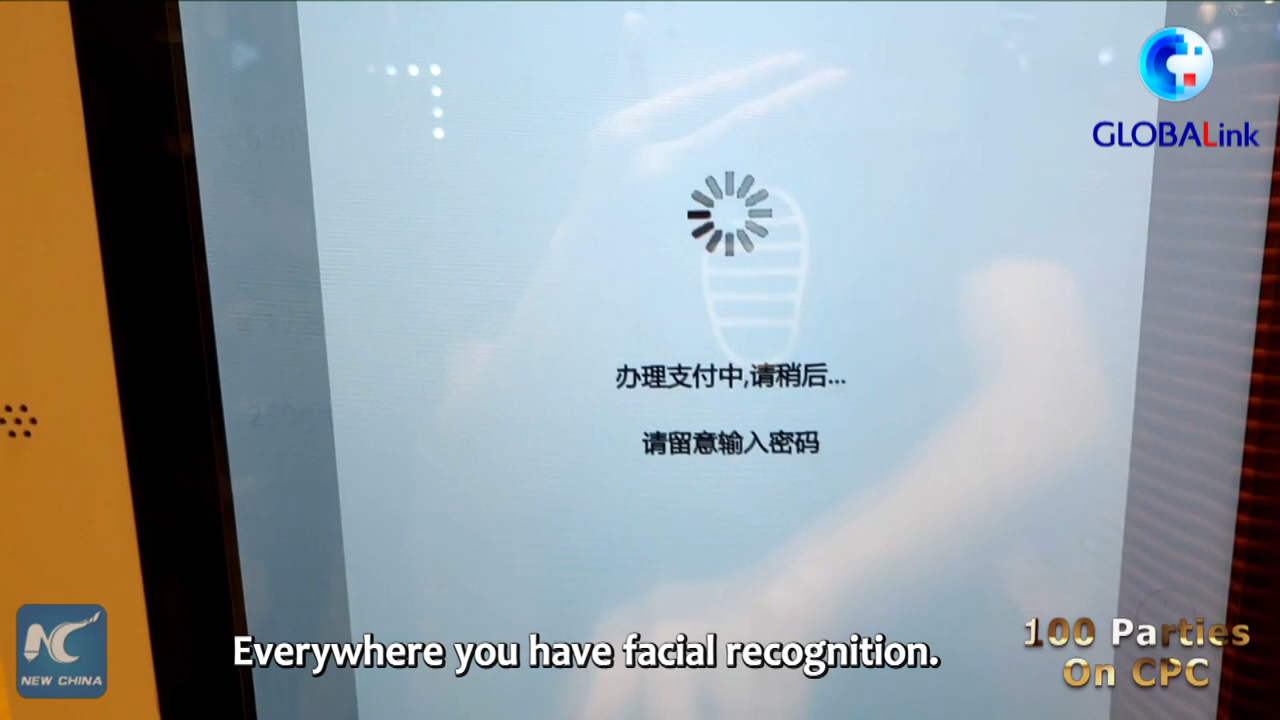 GLOBALink
办理支付中,请稍后...
请留意输入密码
Everywhere you have facial recognition.
100 Parties
On CPC
NC
NEW CHINA